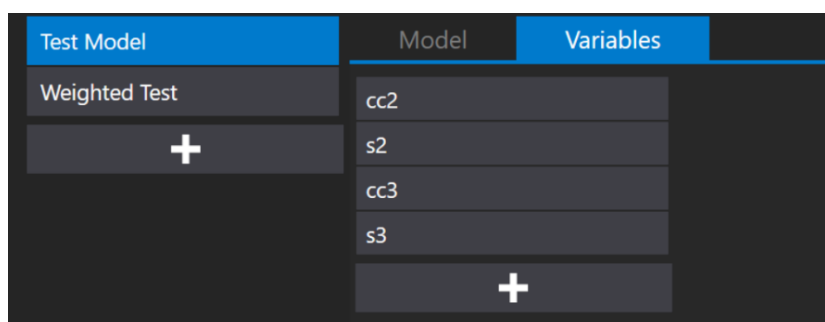 Test Model
Weighted Test
Model Variables
cc2
s2
cc3
s3